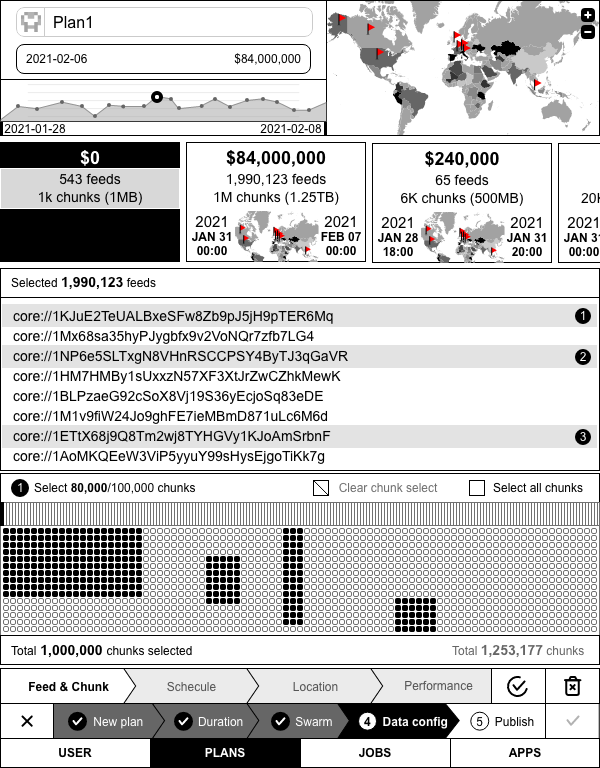 Plan1
2021-02-06 $84,000,000
2021-01-28 2021-02-08
$0
543 feeds
1k chunks (1MB)
$84,000,000
1,990,123 feeds
1M chunks (1.25TB)
2021
JAN 31
00:00
2021
FEB 07
00:00
$240,000
65 feeds
6K chunks (500MB)
2021
JAN 28
18:00
2021
JAN 31
20:00
20K
2021
JAN 31
00:00
Selected 1,990,123 feeds
core://1KJuE2TeUALBxeSFw8Zb9pJ5jH9pTER6Mq 1
core://1Mx68sa35hyPJygbfx9v2VoNQr7zfb7LG4
core://1NP6e5SLTxgN8VHnRSCCPSY4ByTJ3qGaVR 2
core://1HM7HMBy1sUxxzN57XF3XtJrZwCZhkMewK
core://1BLPzaeG92cSoX8Vj19S36yEcjoSq83eDE
core://1M1v9fiW24Jo9ghFE7ieMBmD871uLc6M6d
core://1ETtX68j9Q8Tm2wj8TYHGVy1KJoAmSrbnF 3
core://1AoMKQEeW3ViP5yyuY99sHysEjgoTiKk7g
1 Select 80,000/100,000 chunks Clear chunk select Select all chunks
Total 1,000,000 chunks selected Total 1,253,177 chunks
Feed & Chunk Schecule Location Performance
New plan Duration Swarm 4 Data config 5 Publish
USER PLANS JOBS APPS